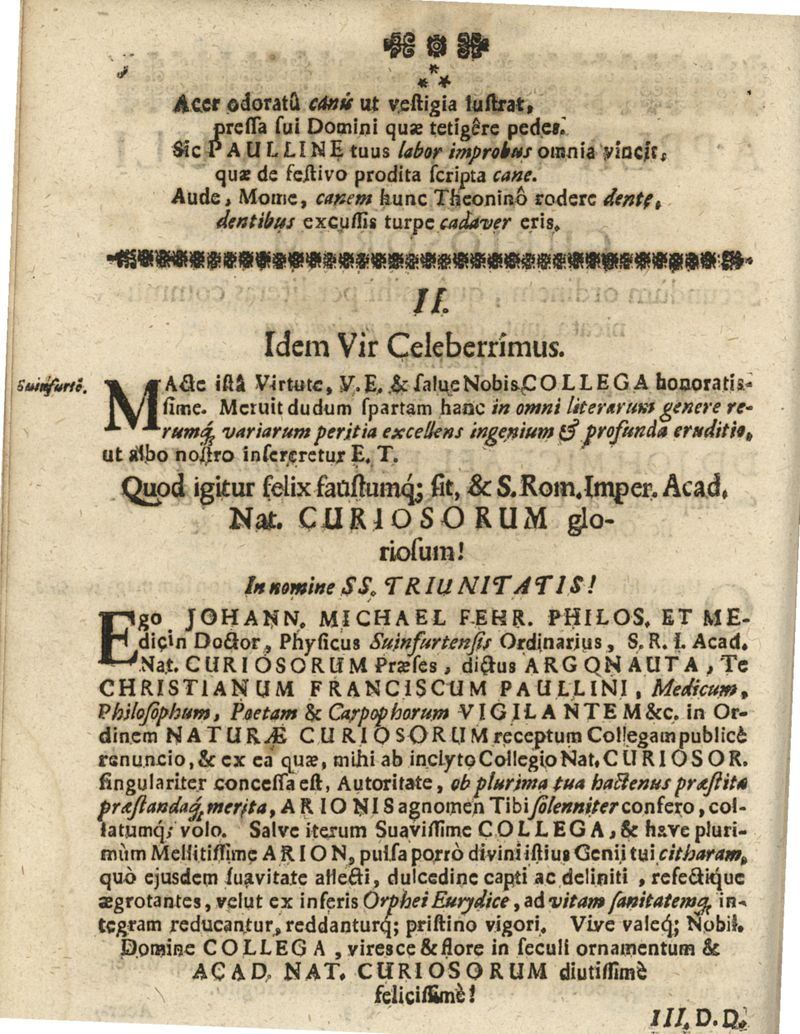 Acer odoratû canis ut veſtigia luſtrat,
preſſa ſui Domini quæ tetigêre pedes.
Sic PAULLINE tuus labor improbus omnia vincit,
quæ de feſtivo prodita ſcripta cane.
Aude, Mome, canem hunc Theoninô rodere dente,
dentibus excuſſis turpe cadaver eris.
II.
Idem Vir Celeberrimus.
Suinfurtô.
MActe iſtâ Virtute, V. E. & ſalue Nobis COLLEGA honoratis-
ſime. Meruit dudum ſpartam hanc in omni literarum genere re-
rumq́; variarum peritia excellens ingenium & profunda eruditio,
ut albo noſtro inſereretur E. T.
Quod igitur felix fauſtumq́; ſit, & S. Rom. Imper. Acad.
Nat. CURIOSORUM glo-
rioſum!
In nomine SS. TRIUNITATIS!
Ego JOHANN. MICHAEL FEHR. PHILOS. ET ME-
dicin Doctor, Phyſicus Suinfurtenſis Ordinarius, S. R. I. Acad.
Nat. CURIOSORUM Præſes, dictus ARGONAUTA, Te
CHRISTIANUM FRANCISCUM PAULLINI, Medicum,
Philoſophum, Poetam & Carpophorum VIGILANTEM &c. in Or-
dinem NATURÆ CURIOSORUM receptum Collegam publicè
renuncio, & ex ea quæ, mihi ab inclyto Collegio Nat. CURIOSOR.
ſingulariter conceſſa eſt, Autoritate, ob plurima tua hactenus præſtita
præſtandaq́; merita, ARIONIS agnomen Tibi ſolenniter confero, col-
latumq́; volo. Salve iterum Suaviſſime COLLEGA, & have pluri-
mùm Mellitiſſime ARION, pulſa porrò divini iſtius Genii tui citharam,
quò ejusdem ſuavitate allecti, dulcedine capti ac deliniti, refectique
ægrotantes, velut ex inferis Orphei Eurydice, ad vitam ſanitatemq́; in-
tegram reducantur, reddanturq́; priſtino vigori. Vive valeq́; Nobil.
Domine COLLEGA, vireſce & flore in ſeculi ornamentum &
ACAD. NAT. CURIOSORUM diutiſſimè
feliciſſimè!
III. D. D.